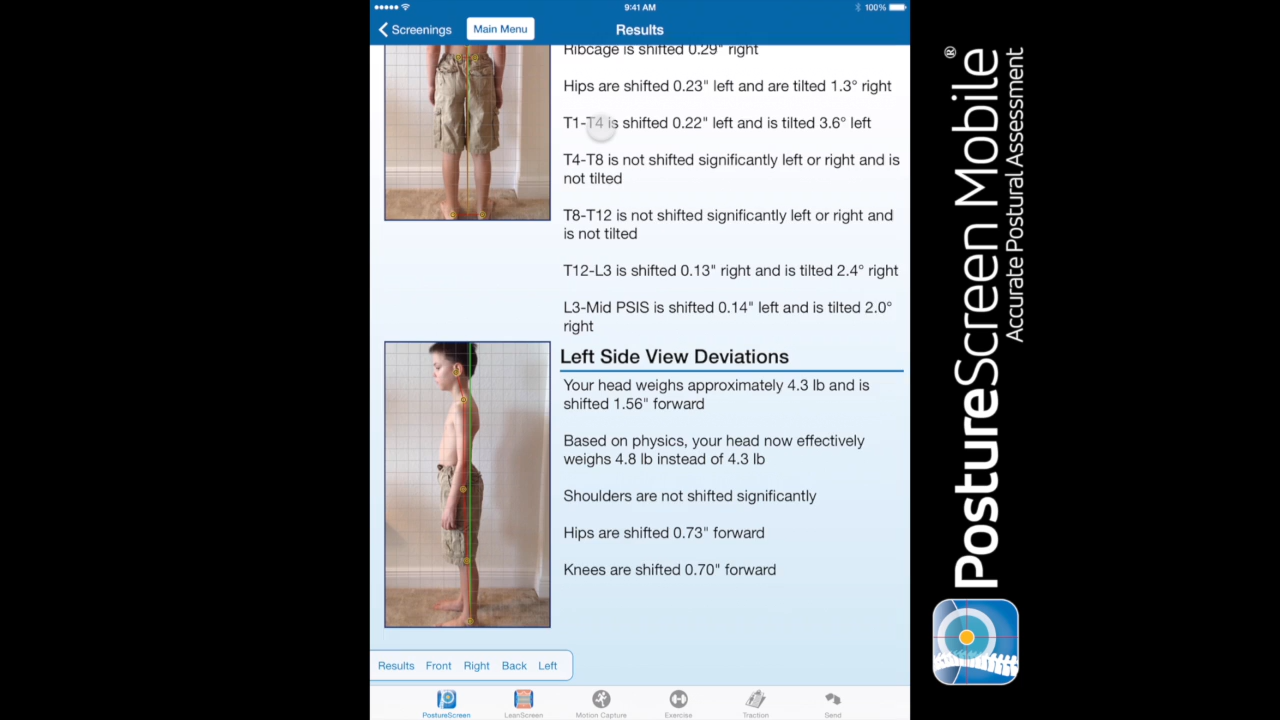 9:41 AM
100%
Screenings
Main Menu
Results
Ribcage is shifted 0.29" right
Hips are shifted 0.23" left and are tilted 1.3° right
T1-T4 is shifted 0.22" left and is tilted 3.6° left
T4-T8 is not shifted significantly left or right and is
not tilted
T8-T12 is not shifted significantly left or right and
is not tilted
T12-L3 is shifted 0.13" right and is tilted 2.4° right
L3-Mid PSIS is shifted 0.14" left and is tilted 2.0°
right
Left Side View Deviations
Your head weighs approximately 4.3 lb and is
shifted 1.56" forward
Based on physics, your head now effectively
weighs 4.8 lb instead of 4.3 lb
Shoulders are not shifted significantly
Hips are shifted 0.73" forward
Knees are shifted 0.70" forward
Results Front Right Back Left
PostureScreen LeanScreen Motion Capture Exercise Traction Send
PostureScreen Mobile®
Accurate Postural Assessment